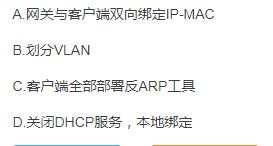 A.网关与客户端双向绑定IP-MAC
B.划分VLAN
C.客户端全部部署反ARP工具
D.关闭DHCP服务，本地绑定